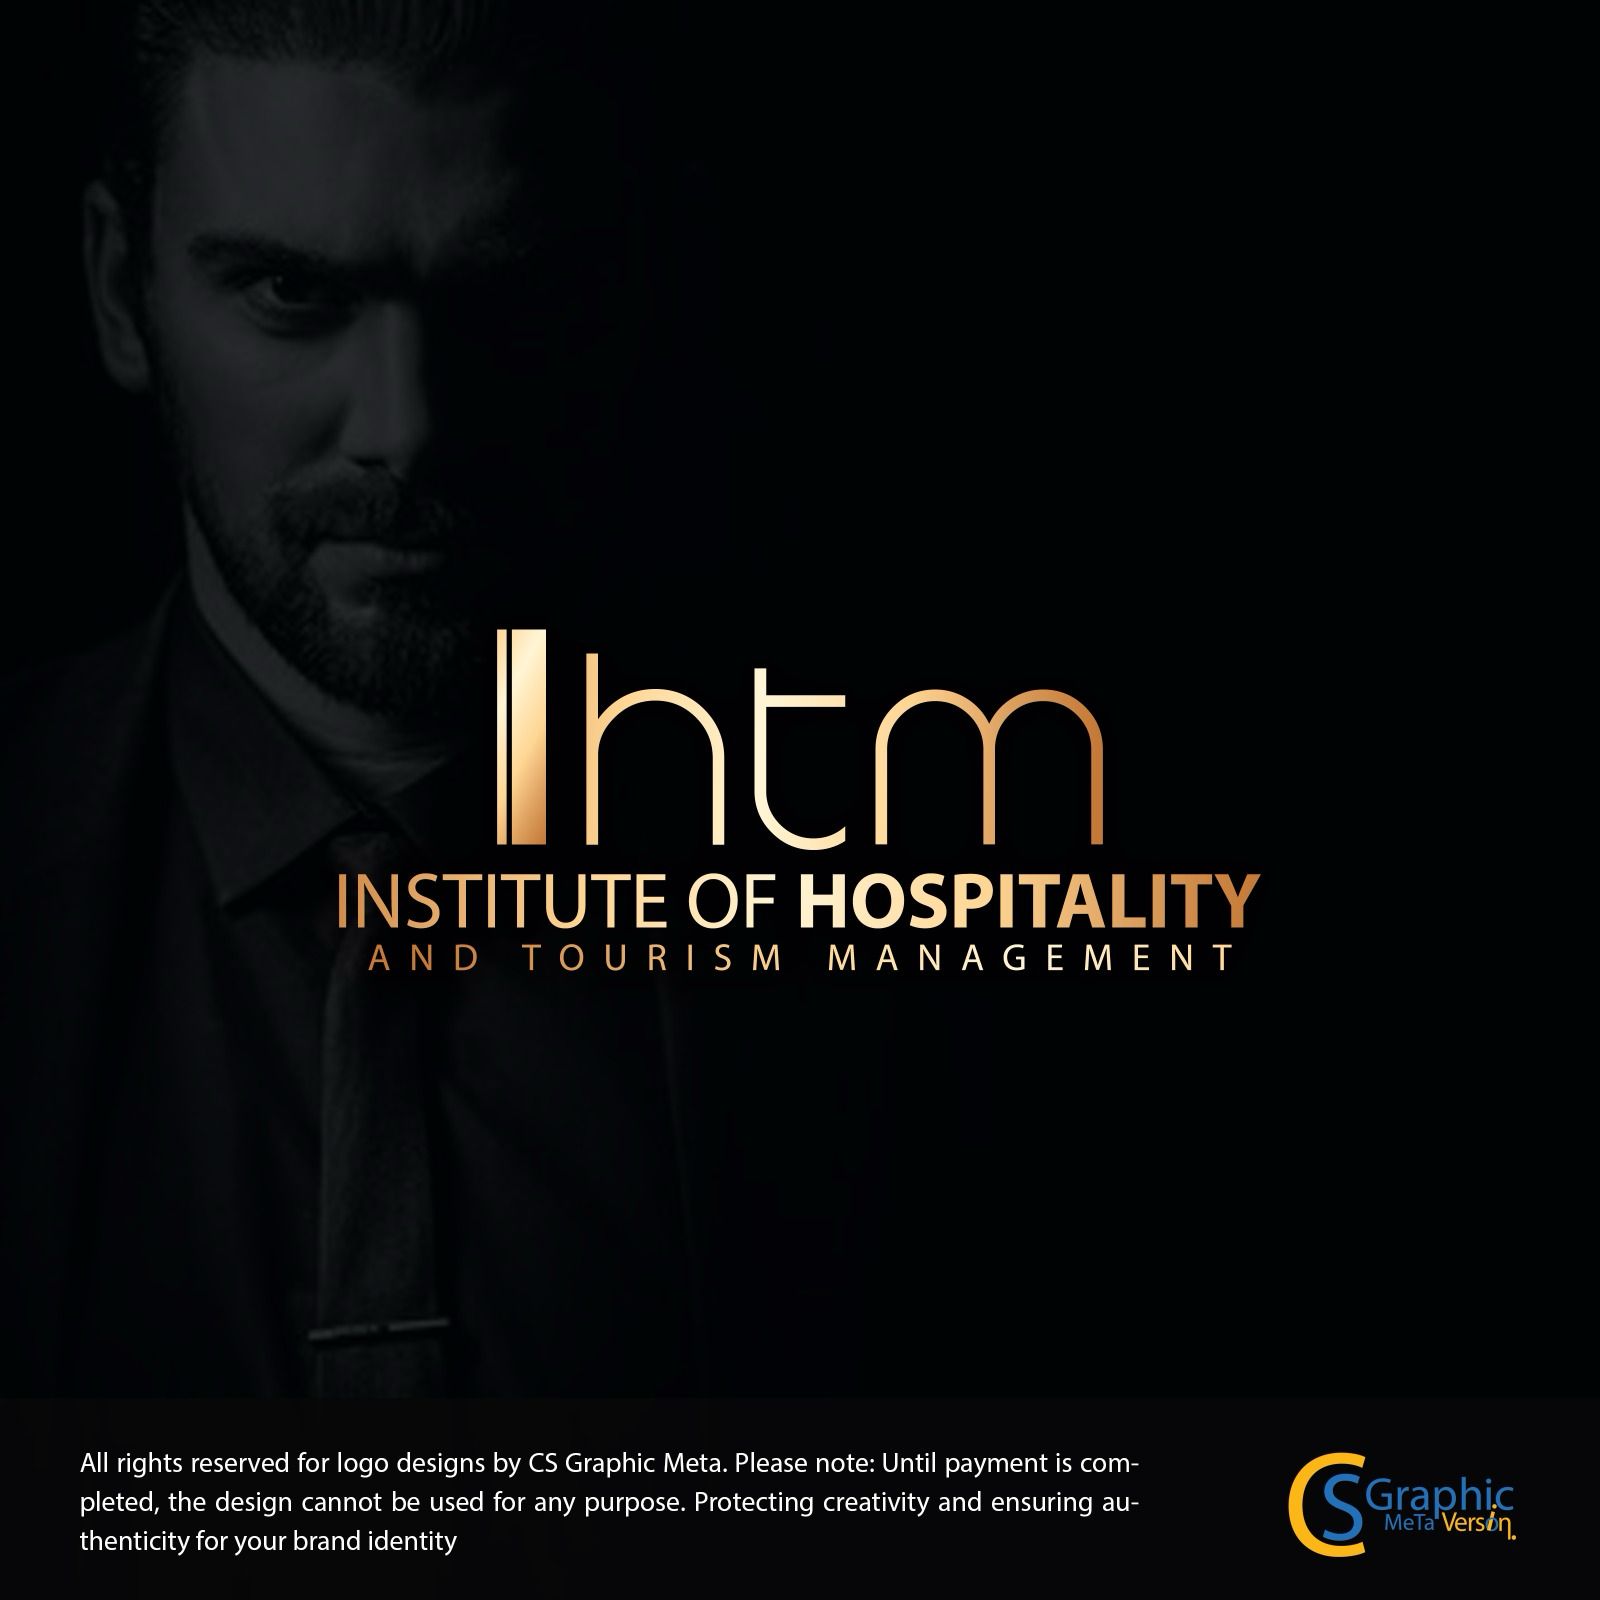 Ihtm
INSTITUTE OF HOSPITALITY
AND TOURISM MANAGEMENT
All rights reserved for logo designs by CS Graphic Meta. Please note: Until payment is com-
pleted, the design cannot be used for any purpose. Protecting creativity and ensuring au-
thenticity for your brand identity
CS Graphic
MeTa Versión.